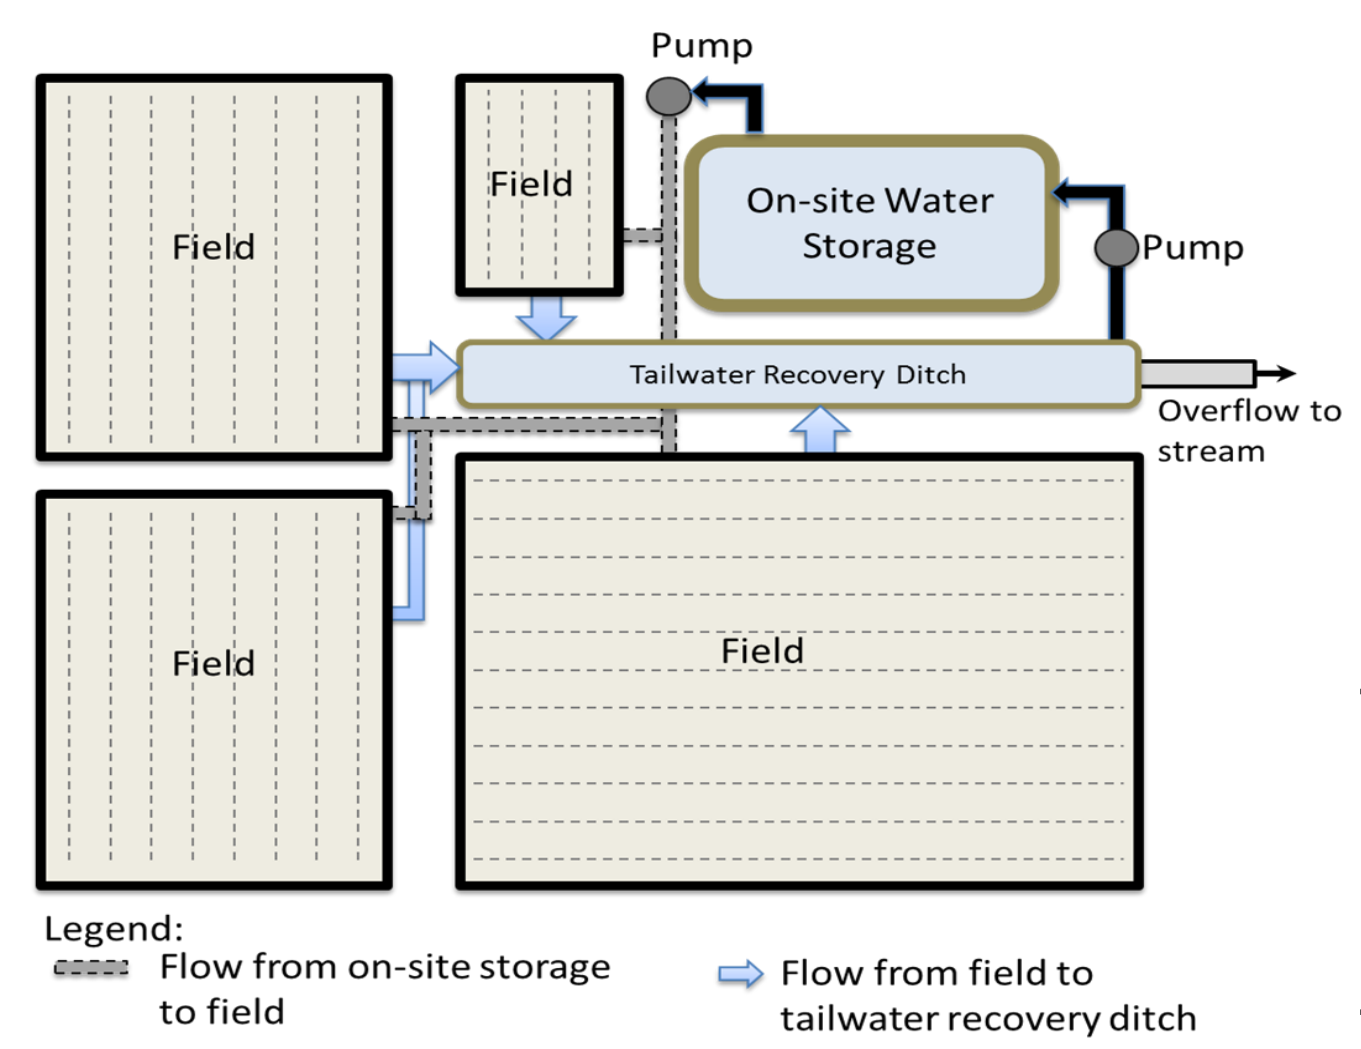 Pump
Field
Field
On-site Water
Storage
Pump
Tailwater Recovery Ditch
Overflow to
stream
Field
Field
Legend:
Flow from on-site storage
to field
Flow from field to
tailwater recovery ditch